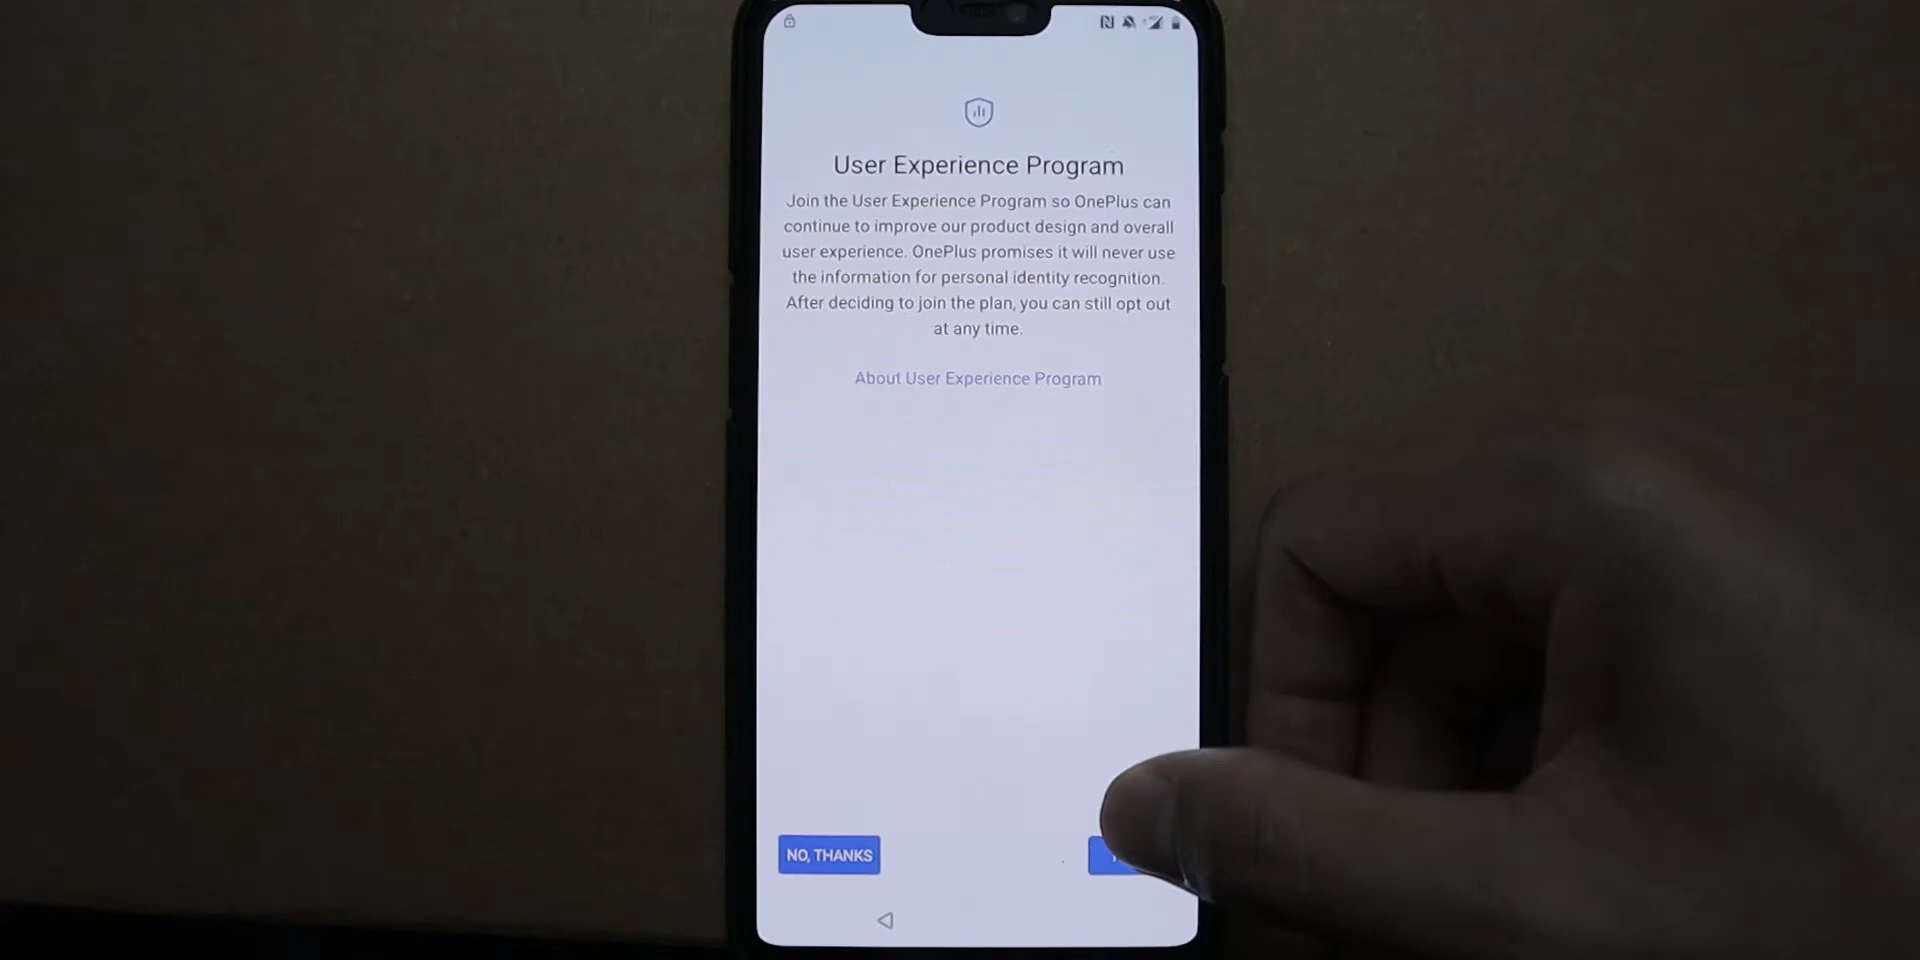 User Experience Program
Join the User Experience Program so OnePlus can
continue to improve our product design and overall
user experience. OnePlus promises it will never use
the information for personal identity recognition.
After deciding to join the plan, you can still opt out
at any time.
About User Experience Program
NO, THANKS